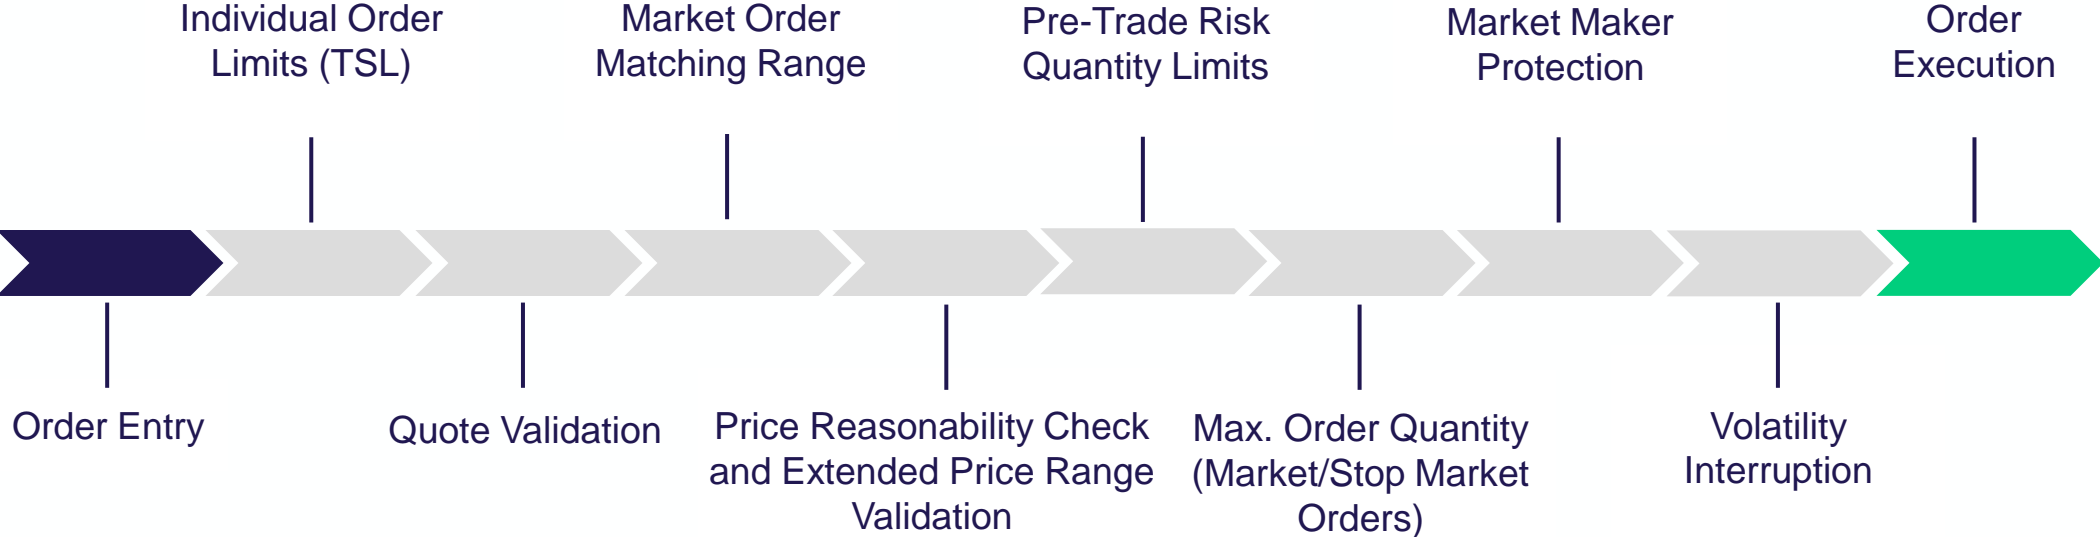 Individual Order
Limits (TSL)
Market Order
Matching Range
Pre-Trade Risk
Quantity Limits
Market Maker
Protection
Order
Execution
Order Entry
Quote Validation
Price Reasonability Check
and Extended Price Range
Validation
Max. Order Quantity
(Market/Stop Market
Orders)
Volatility
Interruption